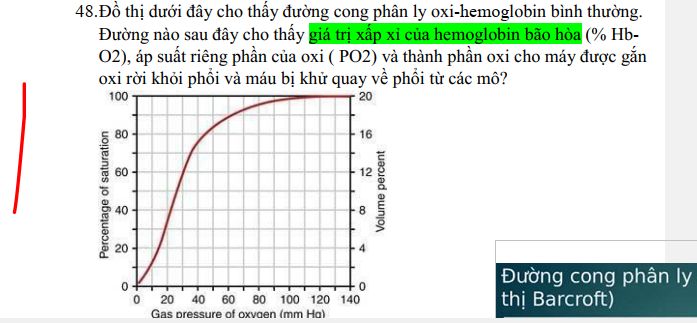 48.Đồ thị dưới đây cho thấy đường cong phân ly oxi-hemoglobin bình thường.
Đường nào sau đây cho thấy giá trị xấp xỉ của hemoglobin bão hòa (% Hb-
O2), áp suất riêng phần của oxi ( PO2) và thành phần oxi cho máy được gắn
oxi rời khỏi phổi và máu bị khử quay về phổi từ các mô?
100
80
60
40
20
0
Percentage of saturation
20
16
12
8
4
0
Volume percent
0 20 40 60 80 100 120 140
Gas pressure of oxygen (mm Hg)
Đường cong phân ly
thị Barcroft)